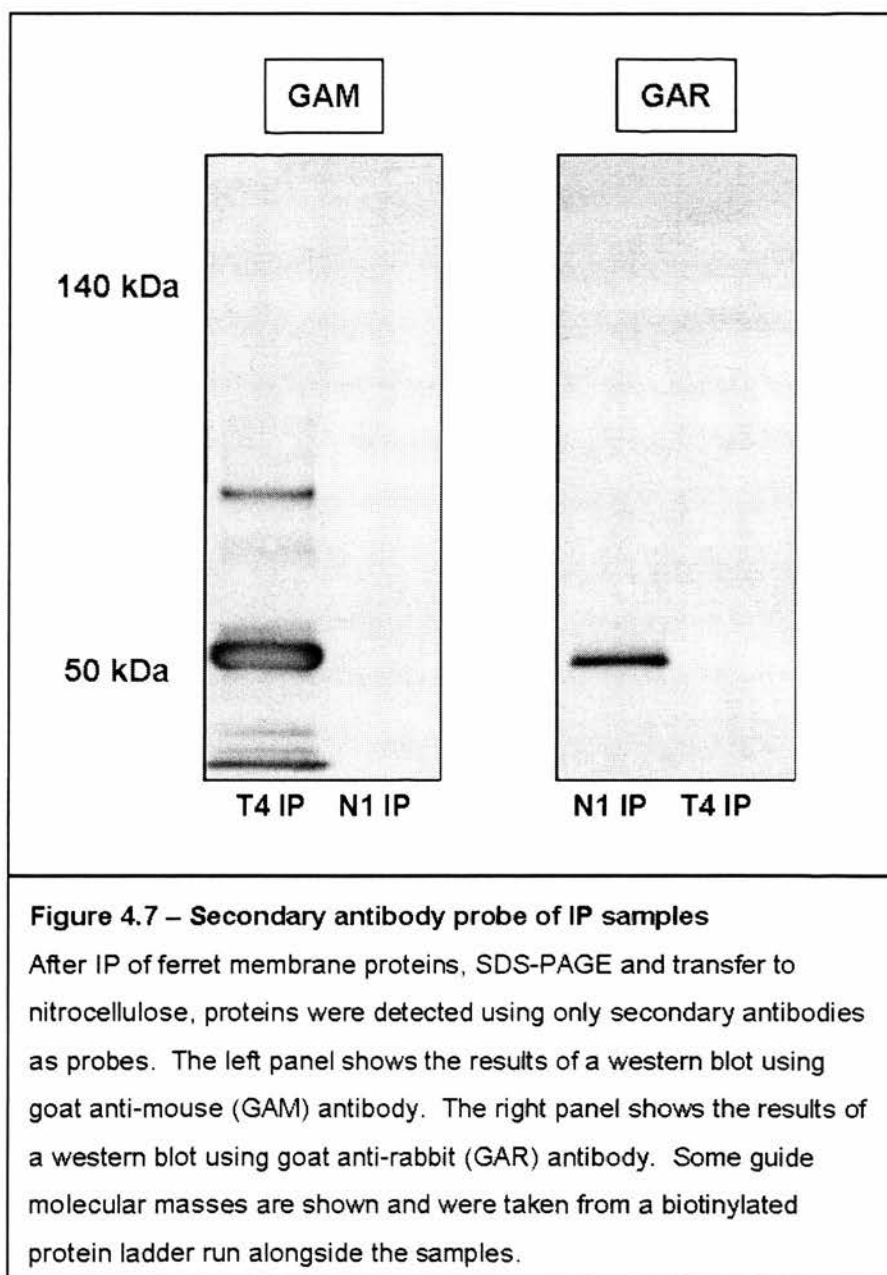 GAM GAR
140 kDa
50 kDa
T4 IP N1 IP N1 IP T4 IP
Figure 4.7 – Secondary antibody probe of IP samples
After IP of ferret membrane proteins, SDS-PAGE and transfer to
nitrocellulose, proteins were detected using only secondary antibodies
as probes. The left panel shows the results of a western blot using
goat anti-mouse (GAM) antibody. The right panel shows the results of
a western blot using goat anti-rabbit (GAR) antibody. Some guide
molecular masses are shown and were taken from a biotinylated
protein ladder run alongside the samples.